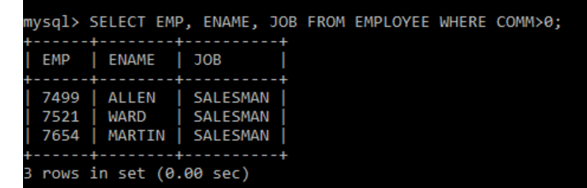 mysql> SELECT EMP, ENAME, JOB FROM EMPLOYEE WHERE COMM>0;
+------+--------+----------+
| EMP  | ENAME  | JOB      |
+------+--------+----------+
| 7499 | ALLEN  | SALESMAN |
| 7521 | WARD   | SALESMAN |
| 7654 | MARTIN | SALESMAN |
+------+--------+----------+
3 rows in set (0.00 sec)